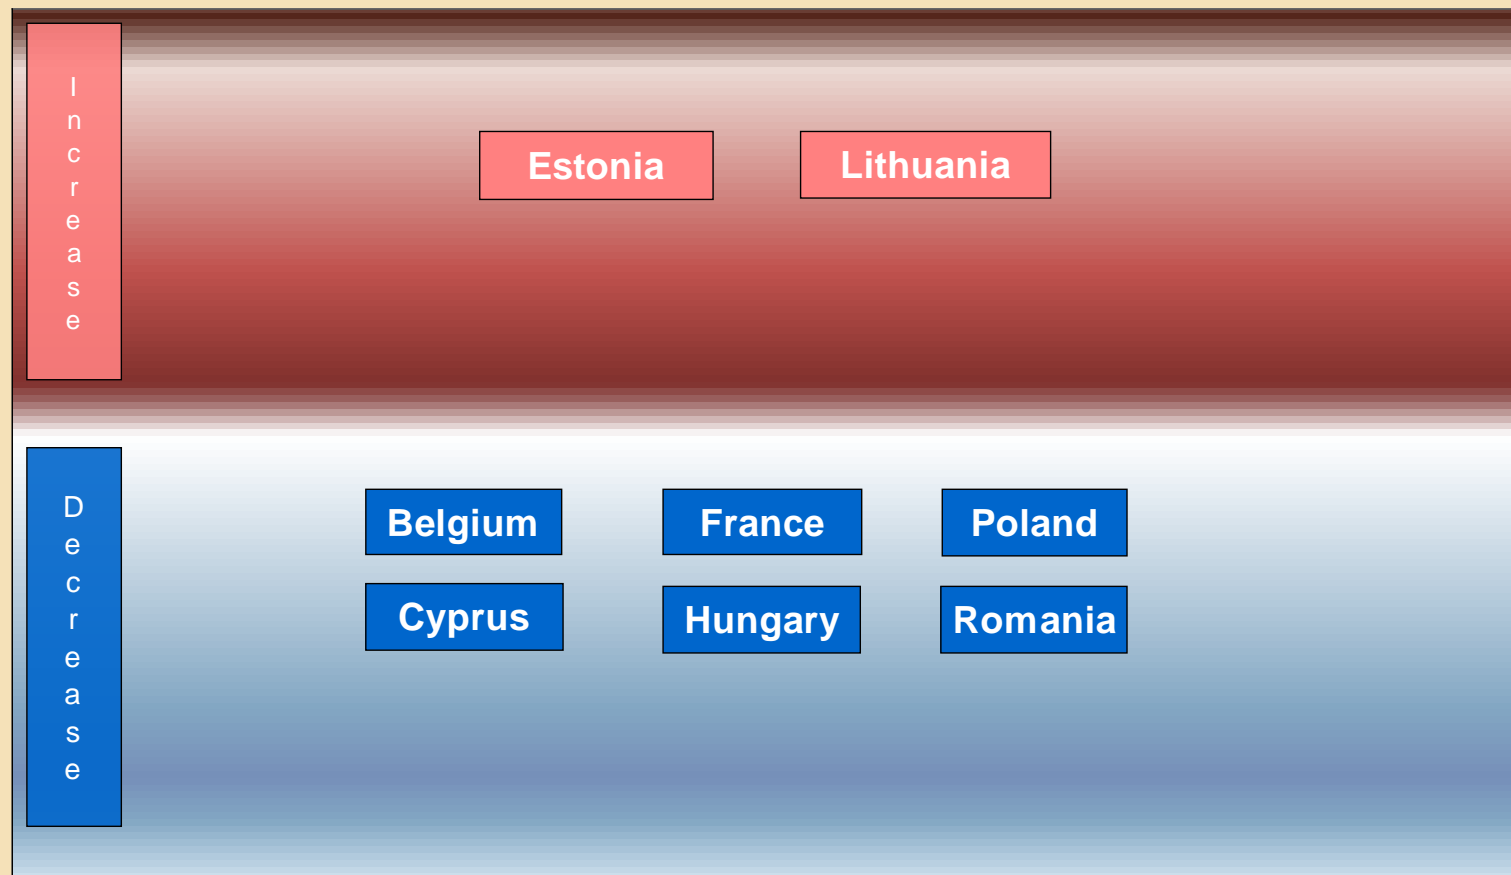 Increase
Estonia
Lithuania
Decrease
Belgium
France
Poland
Cyprus
Hungary
Romania